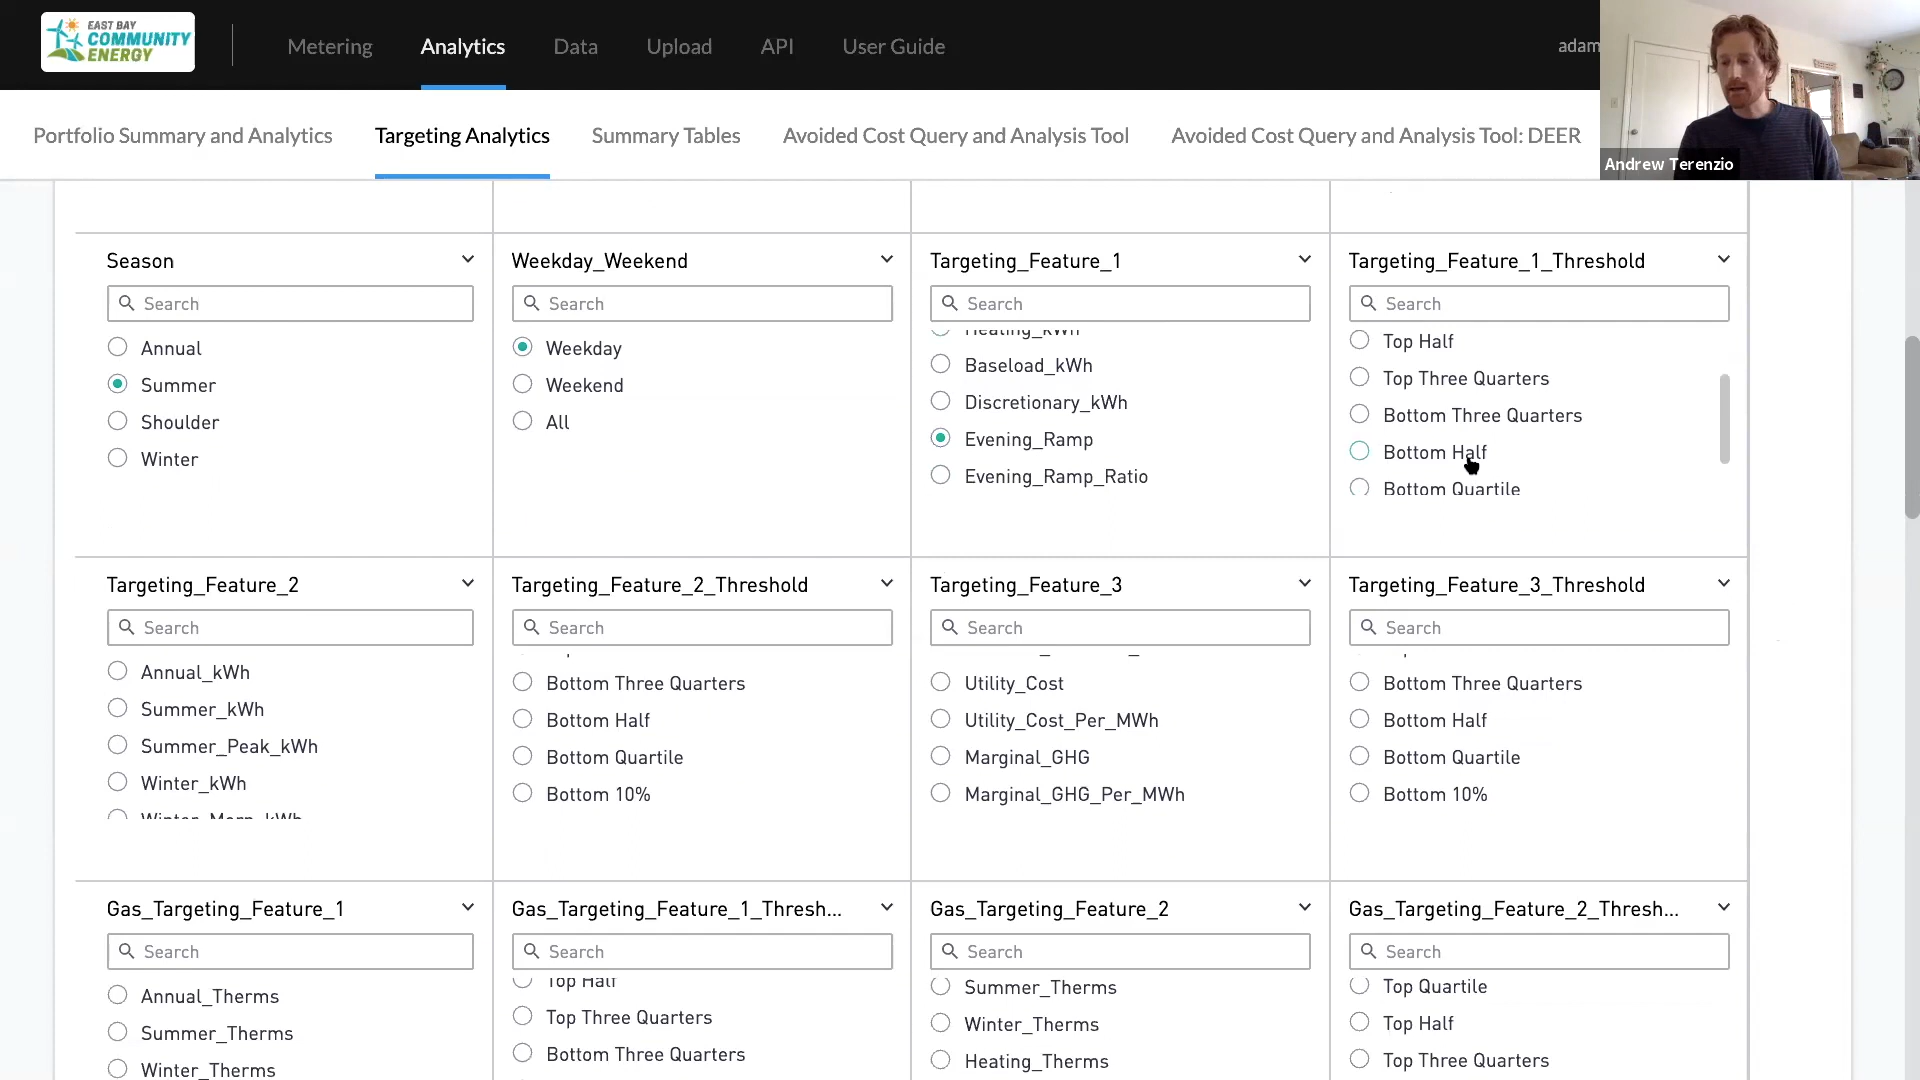 EAST BAY
COMMUNITY
ENERGY
Metering Analytics Data Upload API User Guide
adam
Portfolio Summary and Analytics Targeting Analytics Summary Tables Avoided Cost Query and Analysis Tool Avoided Cost Query and Analysis Tool: DEER
Andrew Terenzio
Season Weekday_Weekend Targeting_Feature_1 Targeting_Feature_1_Threshold
Search Search Search Search
Annual
Summer
Shoulder
Winter
Weekday
Weekend
All
Heating_kWh
Baseload_kWh
Discretionary_kWh
Evening_Ramp
Evening_Ramp_Ratio
Top Half
Top Three Quarters
Bottom Three Quarters
Bottom Half
Bottom Quartile
Targeting_Feature_2 Targeting_Feature_2_Threshold Targeting_Feature_3 Targeting_Feature_3_Threshold
Search Search Search Search
Annual_kWh
Summer_kWh
Summer_Peak_kWh
Winter_kWh
Winter_Morn_kWh
Bottom Three Quarters
Bottom Half
Bottom Quartile
Bottom 10%
Utility_Cost
Utility_Cost_Per_MWh
Marginal_GHG
Marginal_GHG_Per_MWh
Bottom Three Quarters
Bottom Half
Bottom Quartile
Bottom 10%
Gas_Targeting_Feature_1 Gas_Targeting_Feature_1_Thresh... Gas_Targeting_Feature_2 Gas_Targeting_Feature_2_Thresh...
Search Search Search Search
Annual_Therms
Summer_Therms
Winter_Therms
Top Half
Top Three Quarters
Bottom Three Quarters
Summer_Therms
Winter_Therms
Heating_Therms
Top Quartile
Top Half
Top Three Quarters